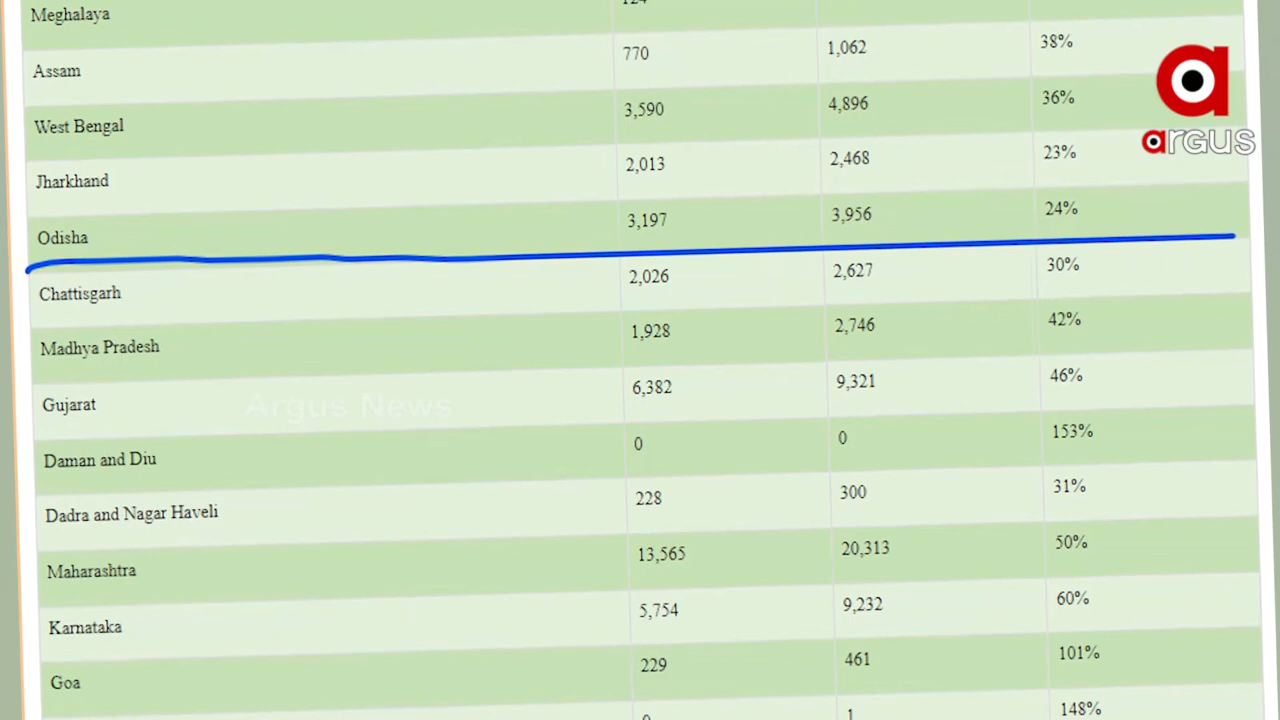 Meghalaya 124
Assam 770 1,062 38%
West Bengal 3,590 4,896 36%
Jharkhand 2,013 2,468 23%
Odisha 3,197 3,956 24%
Chattisgarh 2,026 2,627 30%
Madhya Pradesh 1,928 2,746 42%
Gujarat 6,382 9,321 46%
Daman and Diu 0 0 153%
Dadra and Nagar Haveli 228 300 31%
Maharashtra 13,565 20,313 50%
Karnataka 5,754 9,232 60%
Goa 229 461 101%
0 1 148%
argus
Argus News